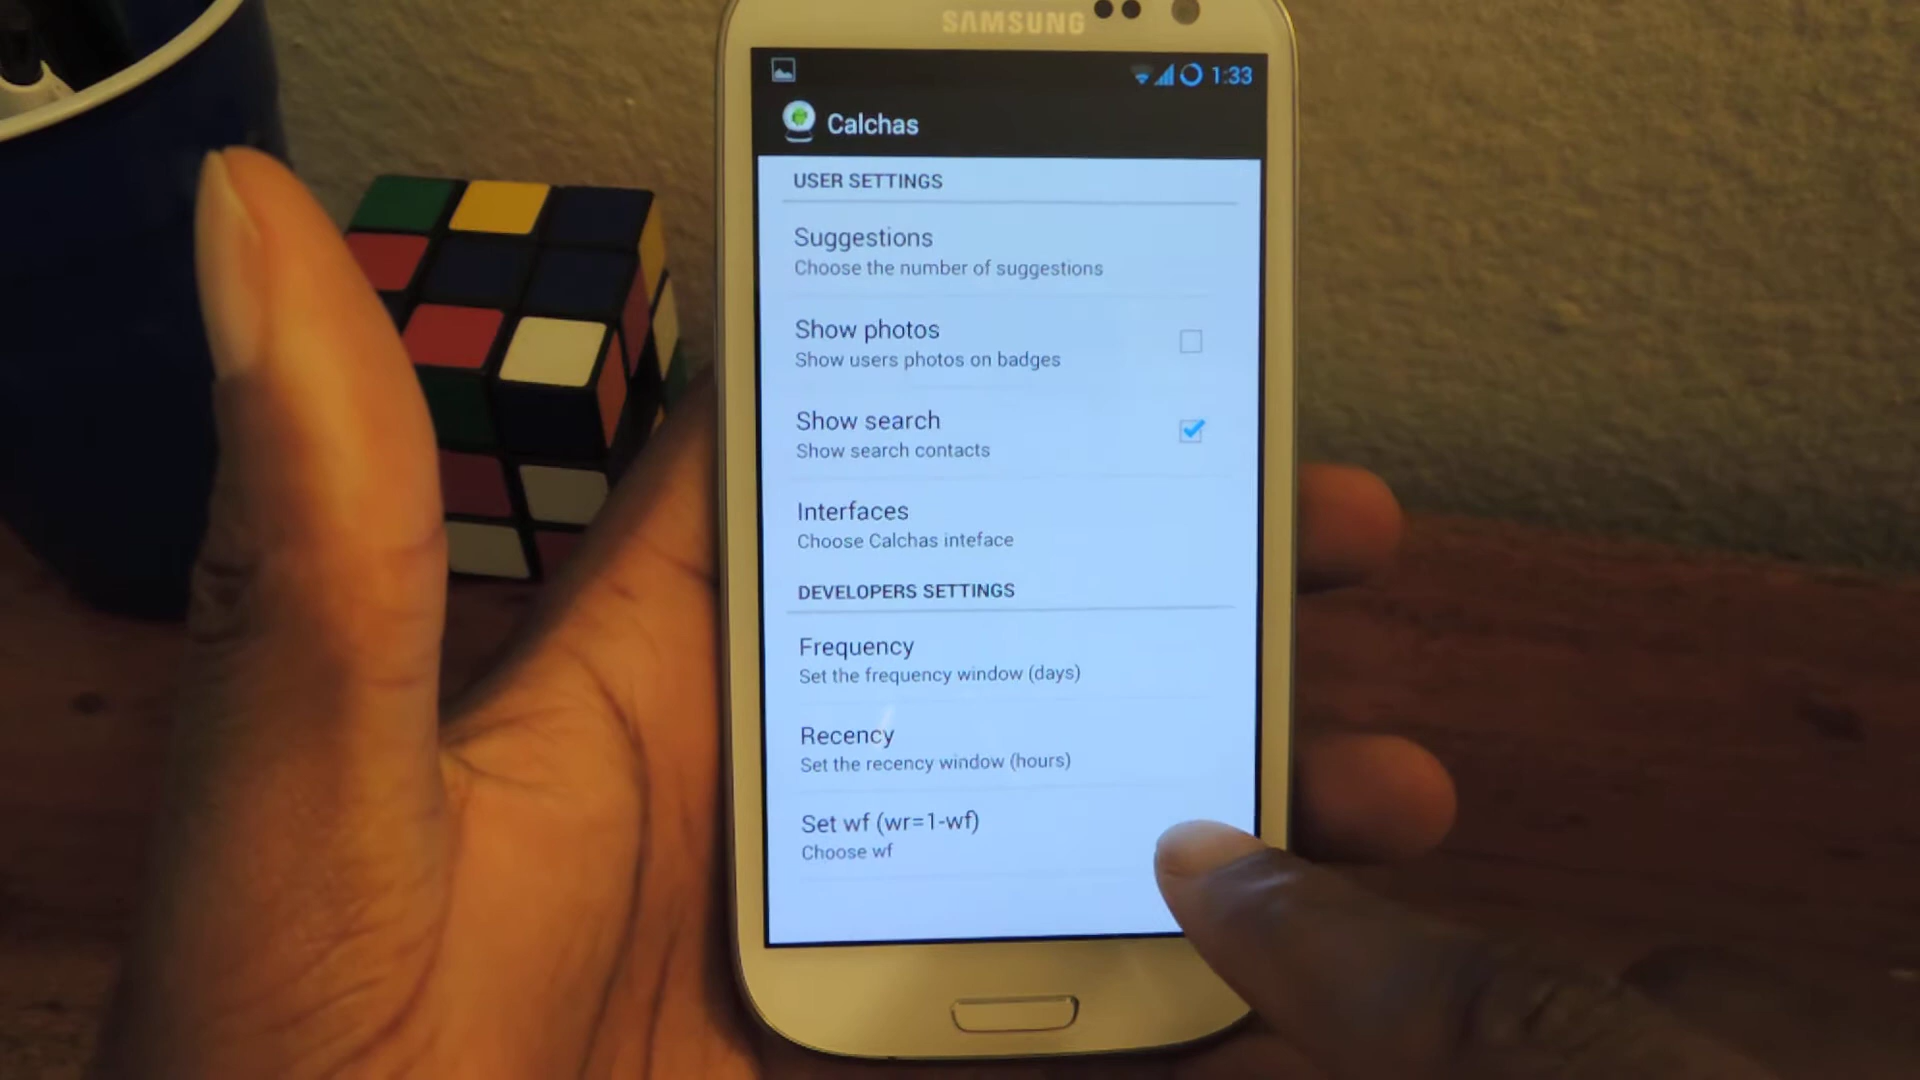 SAMSUNG
1:33
Calchas
USER SETTINGS
Suggestions
Choose the number of suggestions
Show photos
Show users photos on badges
Show search
Show search contacts
Interfaces
Choose Calchas inteface
DEVELOPERS SETTINGS
Frequency
Set the frequency window (days)
Recency
Set the recency window (hours)
Set wf (wr=1-wf)
Choose wf